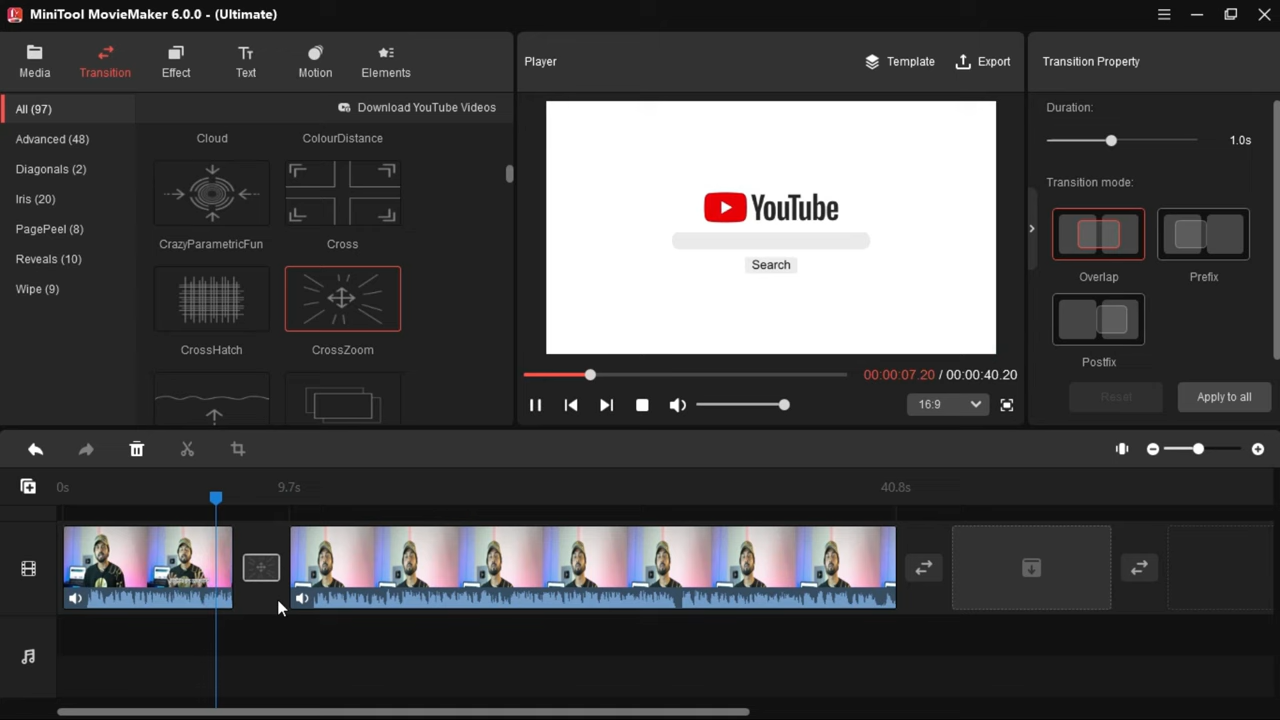 MiniTool MovieMaker 6.0.0 - (Ultimate)
Media
Transition
Effect
Text
Motion
Elements
Player
Template
Export
Transition Property
All (97)
Advanced (48)
Diagonals (2)
Iris (20)
PagePeel (8)
Reveals (10)
Wipe (9)
Download YouTube Videos
Cloud
ColourDistance
CrazyParametricFun
Cross
CrossHatch
CrossZoom
YouTube
Search
00:00:07.20 / 00:00:40.20
16:9
Duration:
1.0s
Transition mode:
Overlap
Prefix
Postfix
Reset
Apply to all
0s
9.7s
40.8s